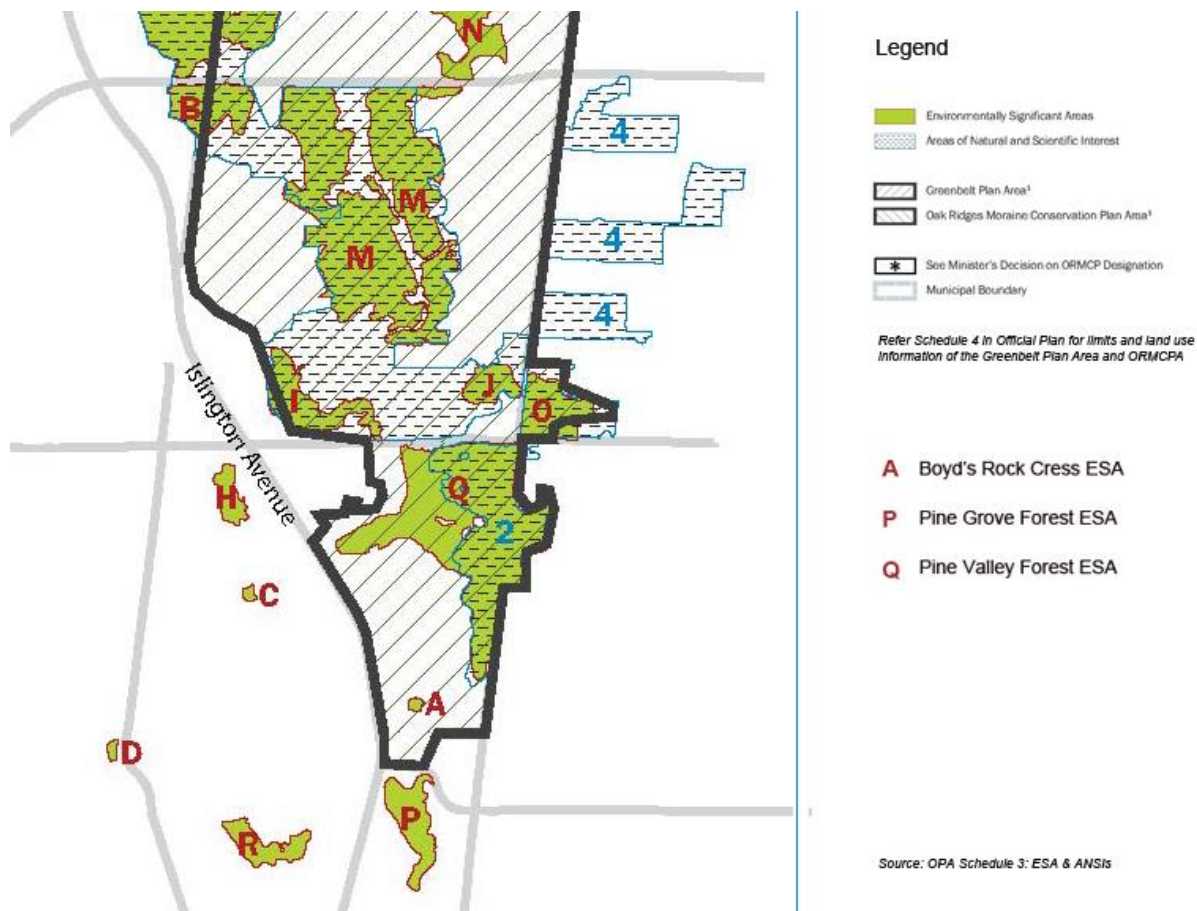 N
B
4
M
M
4
4
I
J
O
Islington Avenue
H
Q
2
C
A
D
P
R
Legend
Environmentally Significant Areas
Areas of Natural and Scientific Interest
Greenbelt Plan Area¹
Oak Ridges Moraine Conservation Plan Area³
* See Minister's Decision on ORMCP Designation
Municipal Boundary
Refer Schedule 4 in Official Plan for limits and land use
information of the Greenbelt Plan Area and ORMCPA
A Boyd's Rock Cress ESA
P Pine Grove Forest ESA
Q Pine Valley Forest ESA
Source: OPA Schedule 3: ESA & ANSIs